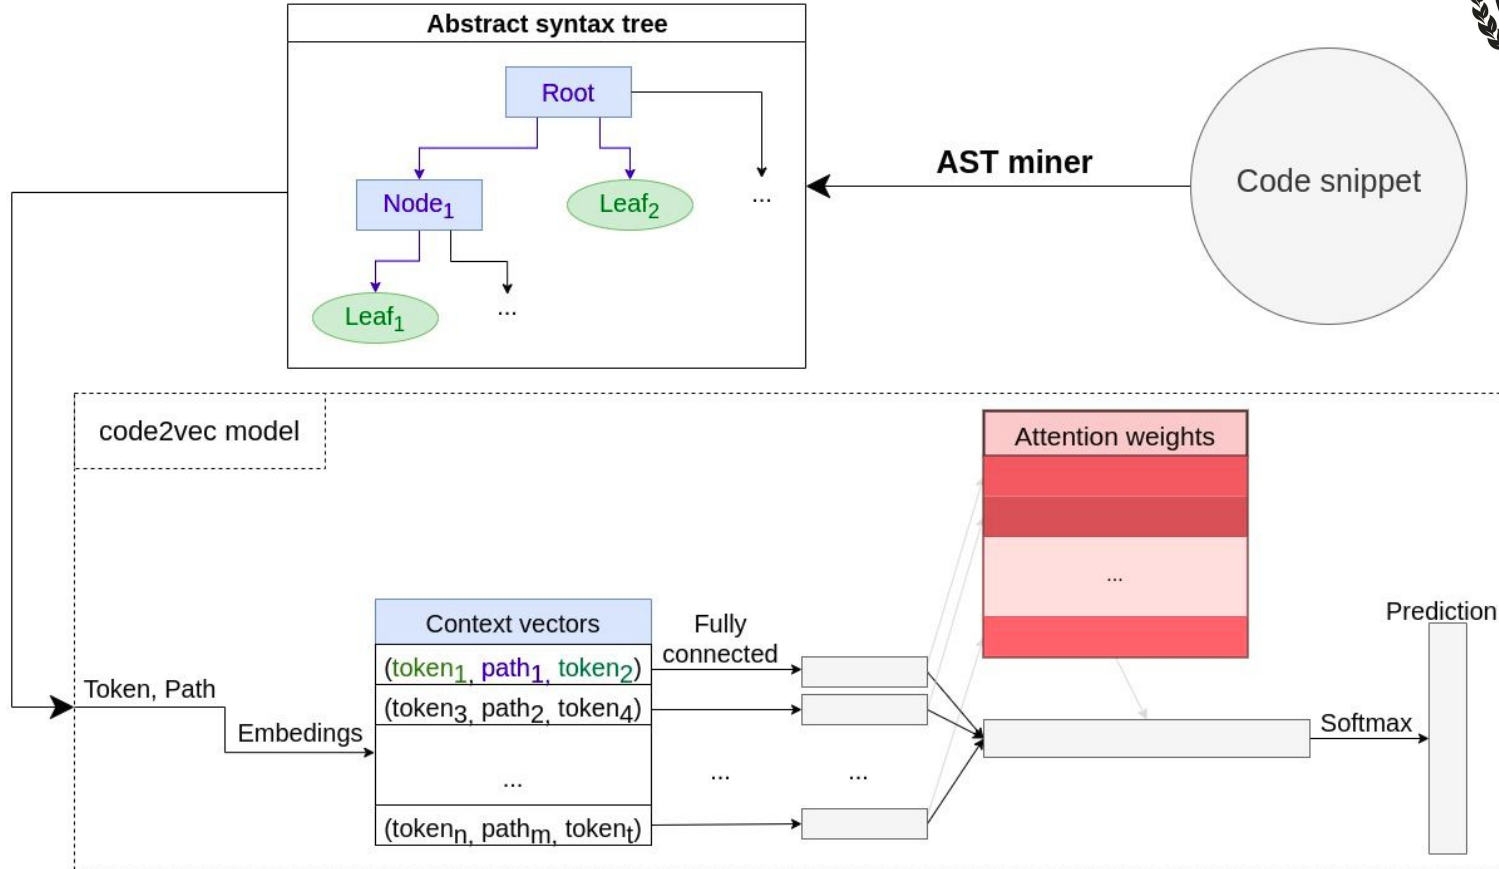 Abstract syntax tree
Root
AST miner
Code snippet
Node1
Leaf2
...
Leaf1
...
code2vec model
Attention weights
...
Prediction
Context vectors
Fully
connected
(token1, path1, token2)
Token, Path
(token3, path2, token4)
Embedings
Softmax
...
...
...
(tokenn, pathm, tokent)